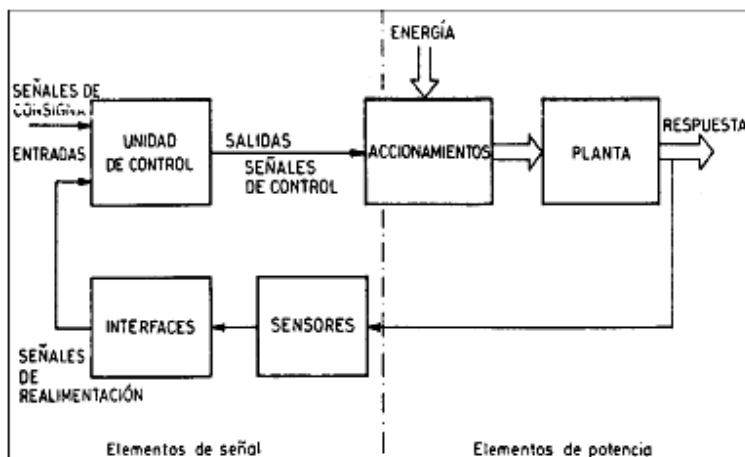 ENERGÍA
SEÑALES DE
CONSIGNA
ENTRADAS
UNIDAD
DE CONTROL
SALIDAS
SEÑALES
DE CONTROL
ACCIONAMIENTOS
PLANTA
RESPUESTA
INTERFACES
SENSORES
SEÑALES
DE
REALIMENTACIÓN
Elementos de señal
Elementos de potencia